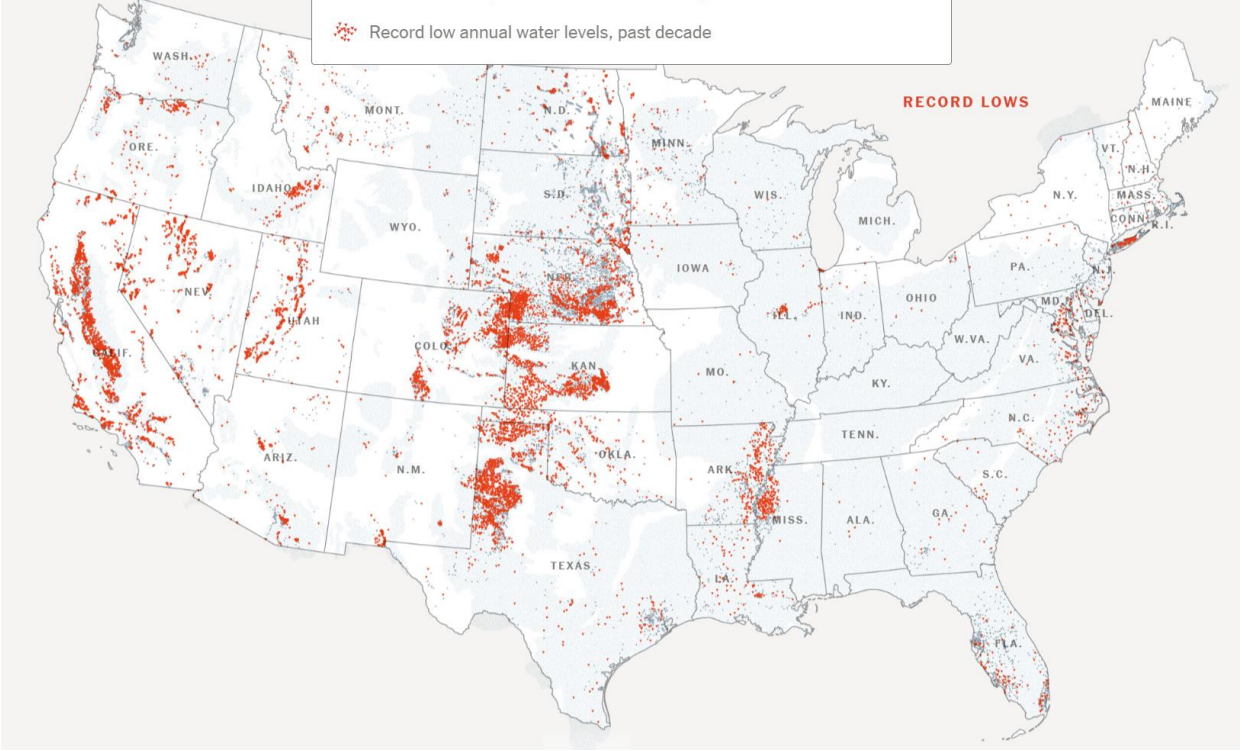 Record low annual water levels, past decade
RECORD LOWS
WASH.
MONT.
N.D.
MINN.
MAINE
ORE.
IDAHO
S.D.
WIS.
MICH.
VT.
N.H.
N.Y.
MASS.
CONN.
R.I.
WYO.
NEB.
IOWA
PA.
N.J.
NEV.
UTAH
COLO.
ILL.
IND.
OHIO
MD.
DEL.
CALIF.
KAN.
MO.
W.VA.
VA.
KY.
ARIZ.
N.M.
OKLA.
ARK.
TENN.
N.C.
S.C.
TEXAS
LA.
MISS.
ALA.
GA.
FLA.